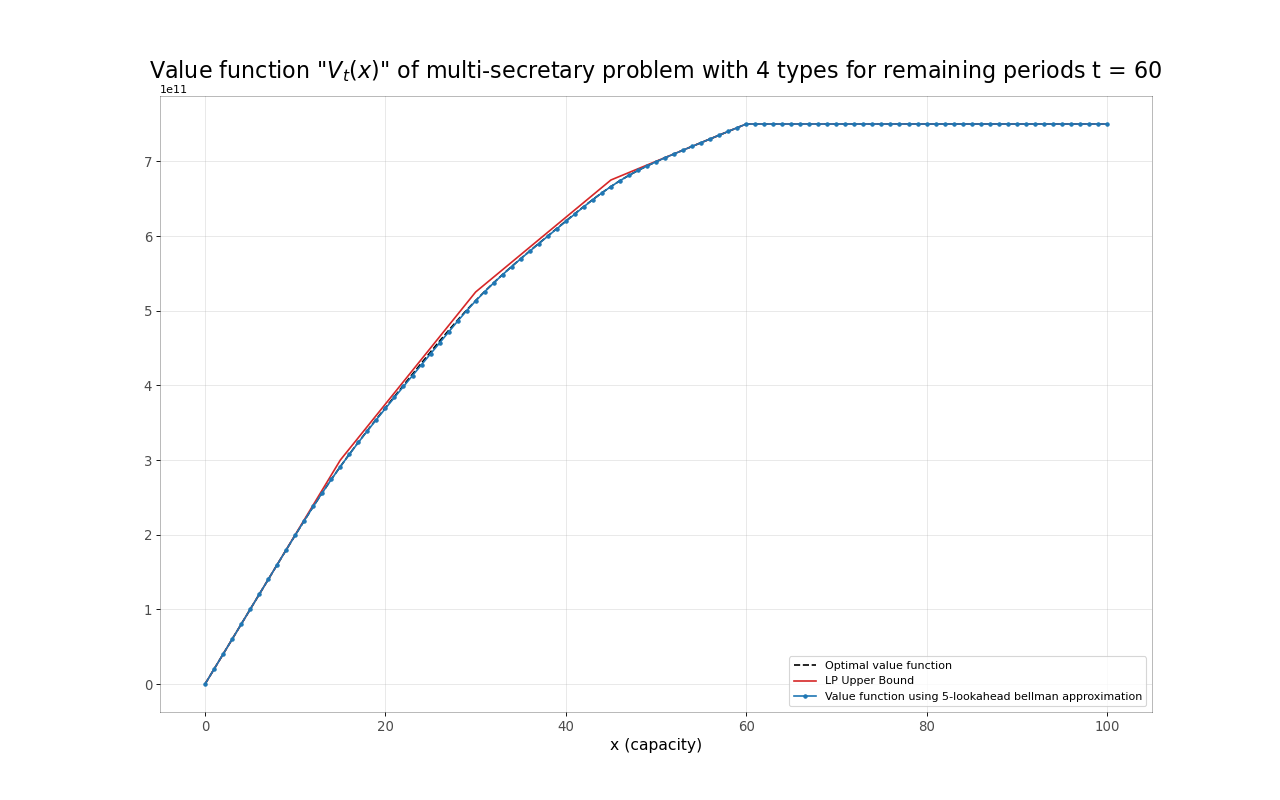 Value function "V_t(x)" of multi-secretary problem with 4 types for remaining periods t = 60
1e11
7
6
5
4
3
2
1
0
0 20 40 60 80 100
x (capacity)
Optimal value function
LP Upper Bound
Value function using 5-lookahead bellman approximation